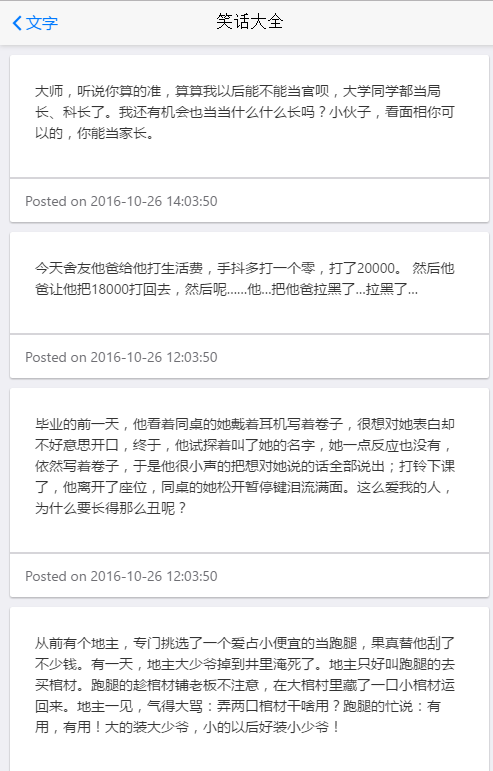 文字
笑话大全
大师，听说你算的准，算算我以后能不能当官呗，大学同学都当局
长、科长了。我还有机会也当当什么什么长吗？小伙子，看面相你可
以的，你能当家长。
Posted on 2016-10-26 14:03:50
今天舍友他爸给他打生活费，手抖多打一个零，打了20000。 然后他
爸让他把18000打回去，然后呢......他...把他爸拉黑了...拉黑了...
Posted on 2016-10-26 12:03:50
毕业的前一天，他看着同桌的她戴着耳机写着卷子，很想对她表白却
不好意思开口，终于，他试探着叫了她的名字，她一点反应也没有，
依然写着卷子，于是他很小声的把想对她说的话全部说出；打铃下课
了，他离开了座位，同桌的她松开暂停键泪流满面。这么爱我的人，
为什么要长得那么丑呢？
Posted on 2016-10-26 12:03:50
从前有个地主，专门挑选了一个爱占小便宜的当跑腿，果真替他刮了
不少钱。有一天，地主大少爷掉到井里淹死了。地主只好叫跑腿的去
买棺材。跑腿的趁棺材铺老板不注意，在大棺材里藏了一口小棺材运
回来。地主一见，气得大骂：弄两口棺材干啥用？跑腿的忙说：有
用，有用！大的装大少爷，小的以后好装小少爷！